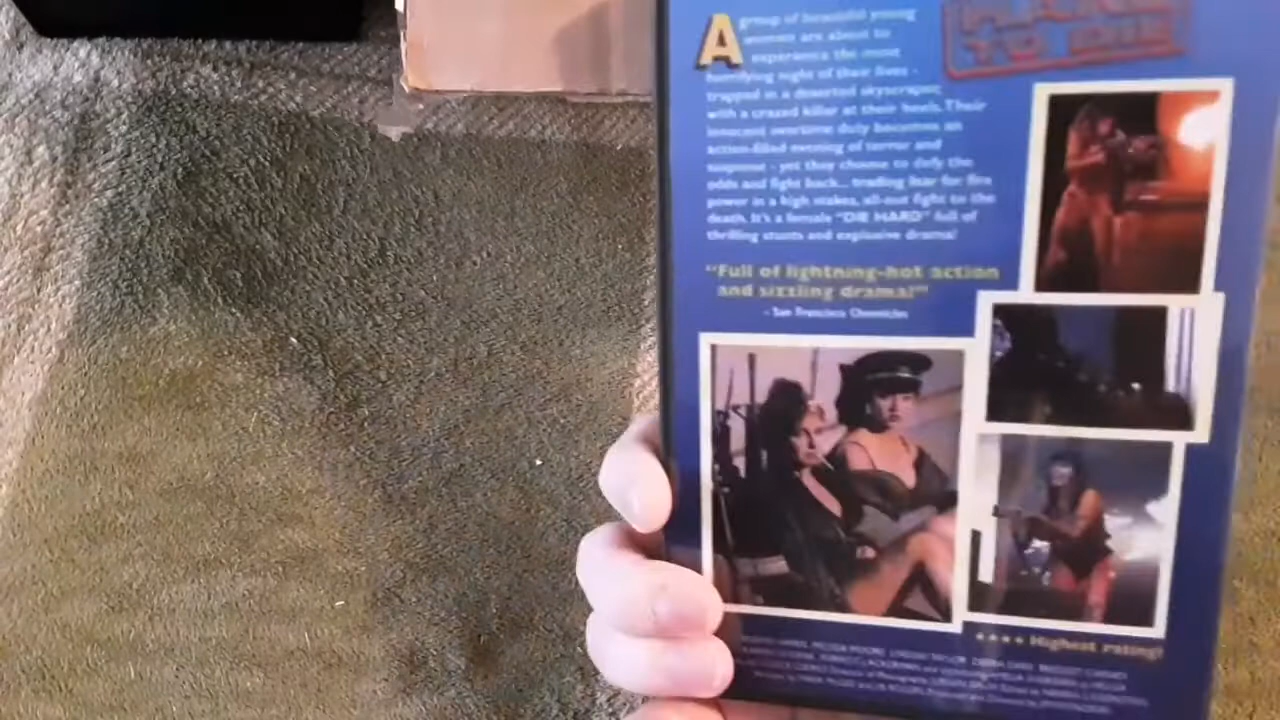 A group of beautiful young
women are about to
experience the most
horrifying night of their lives -
trapped in a deserted skyscraper,
with a crazed killer at their heels. Their
innocent overtime duty becomes an
action-filled evening of terror and
suspense - yet they choose to defy the
odds and fight back... trading fear for fire
power in a high stakes, all-out fight to the
death. It's a female "DIE HARD" full of
thrilling stunts and explosive drama!
"Full of lightning-hot action
and sizzling drama!"
- San Francisco Chronicles
TO DIE
★★★★ Highest rating!